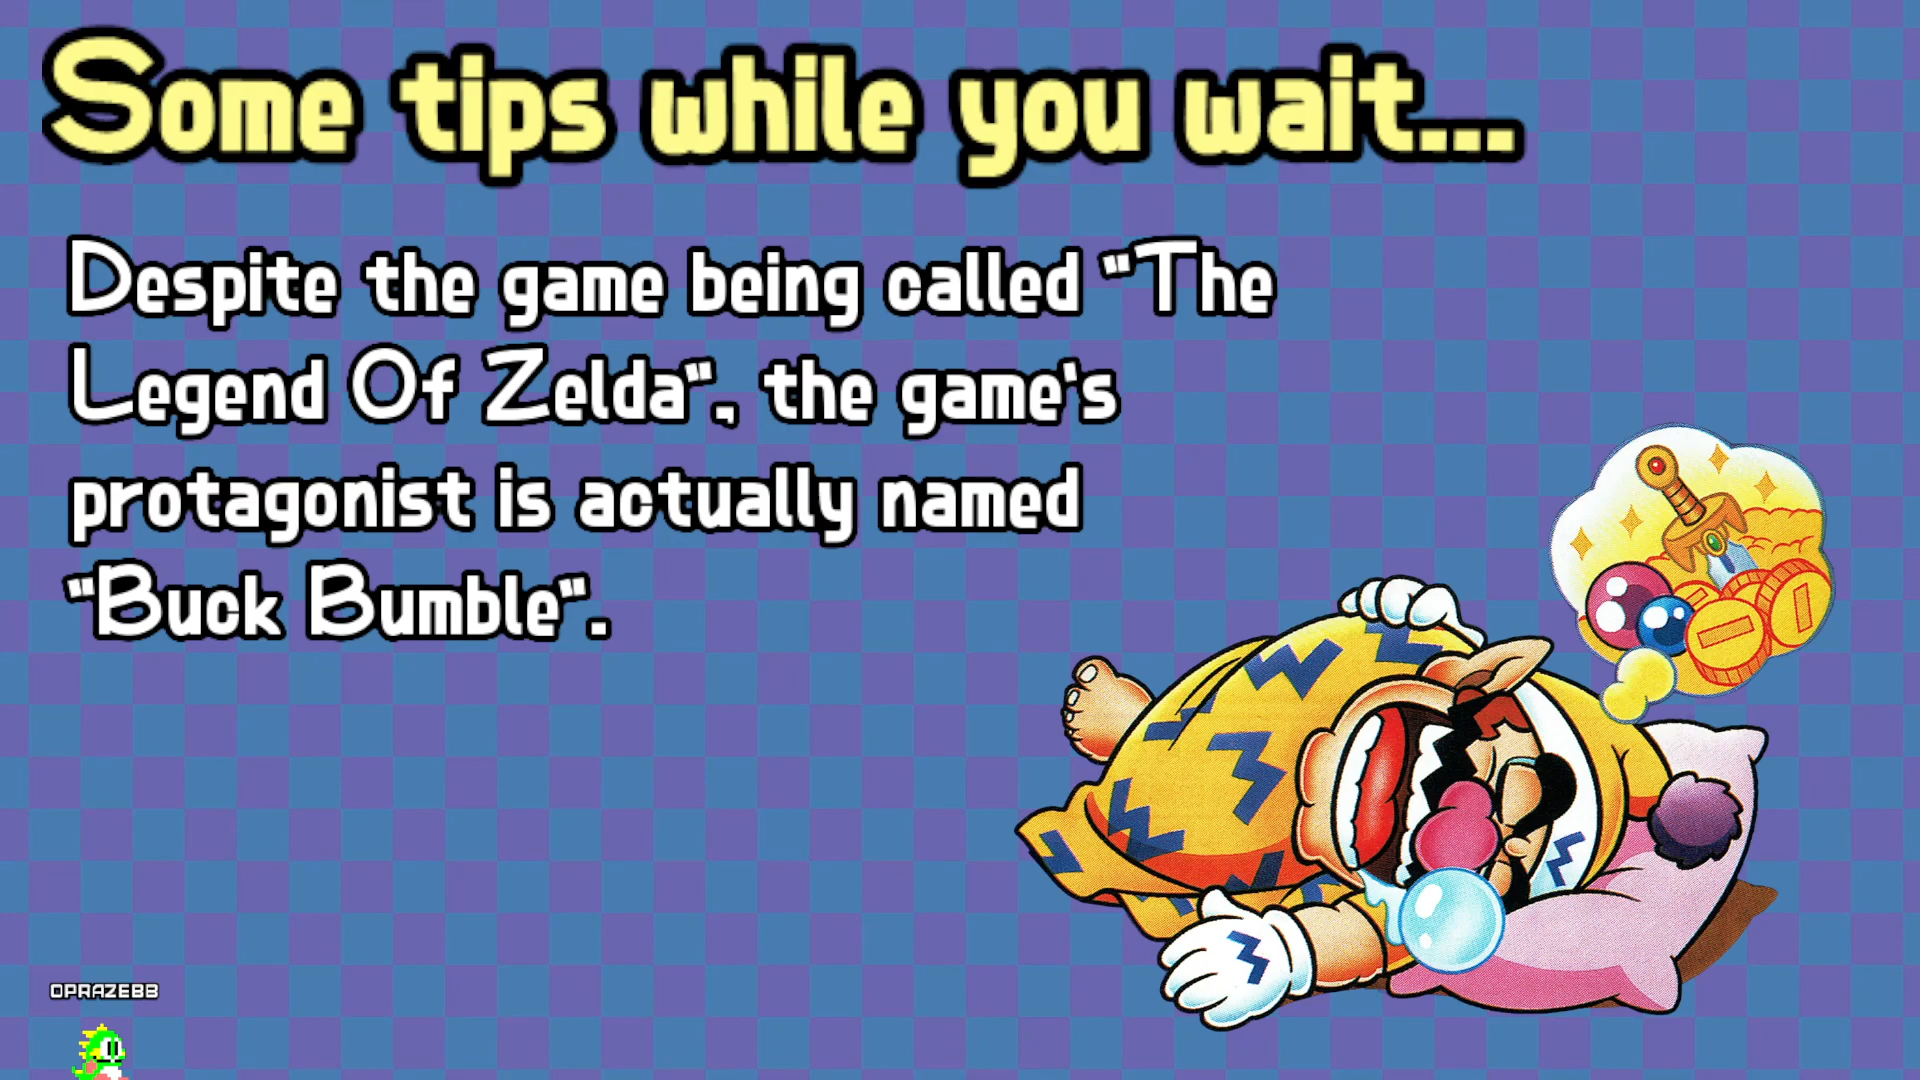 Some tips while you wait...
Despite the game being called "The
Legend Of Zelda", the game's
protagonist is actually named
"Buck Bumble".
OPRAZEBB